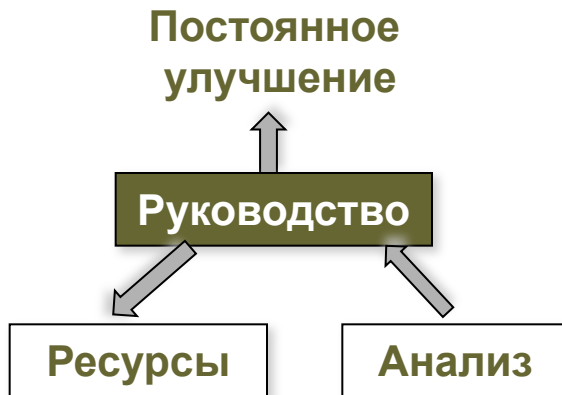 Постоянное
улучшение
Руководство
Ресурсы
Анализ